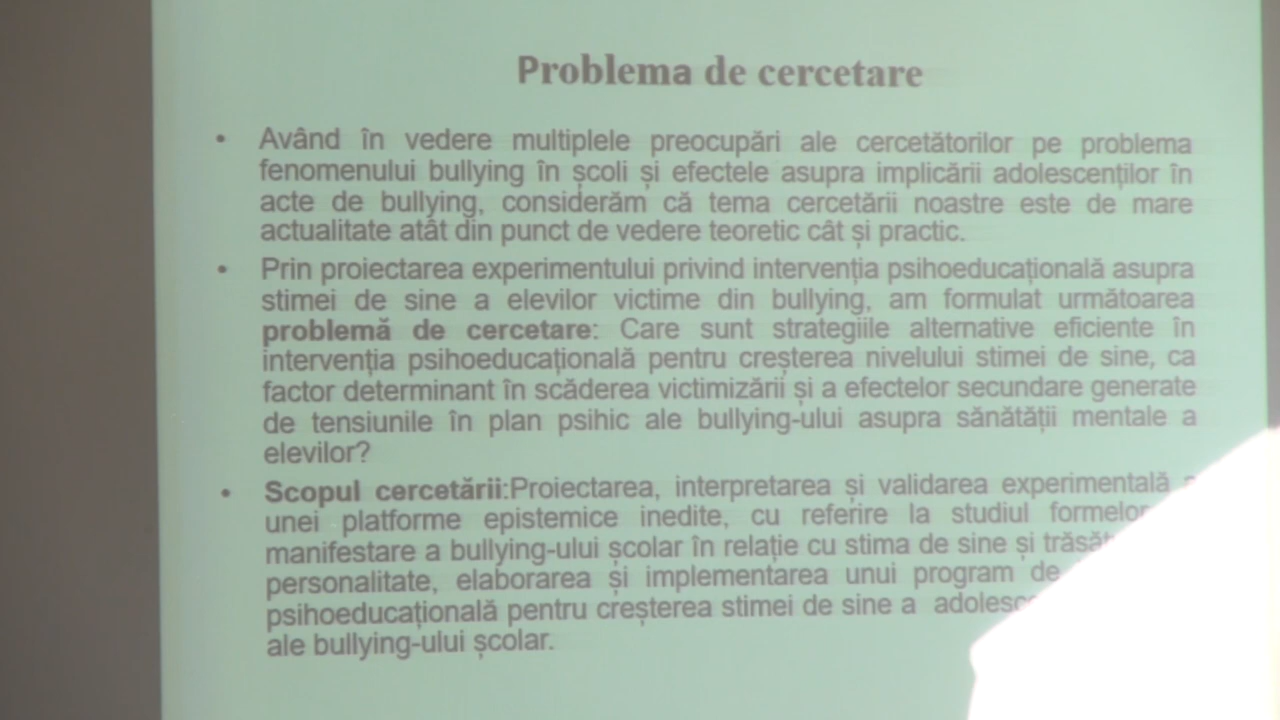 Problema de cercetare
• Având în vedere multiplele preocupări ale cercetătorilor pe problema
fenomenului bullying în școli și efectele asupra implicării adolescenților în
acte de bullying, considerăm că tema cercetării noastre este de mare
actualitate atât din punct de vedere teoretic cât și practic.
• Prin proiectarea experimentului privind intervenția psihoeducațională asupra
stimei de sine a elevilor victime din bullying, am formulat următoarea
problemă de cercetare: Care sunt strategiile alternative eficiente în
intervenția psihoeducațională pentru creșterea nivelului stimei de sine, ca
factor determinant în scăderea victimizării și a efectelor secundare generate
de tensiunile în plan psihic ale bullying-ului asupra sănătății mentale a
elevilor?
• Scopul cercetării:Proiectarea, interpretarea și validarea experimentală
unei platforme epistemice inedite, cu referire la studiul formelor
manifestare a bullying-ului școlar în relație cu stima de sine și
personalitate, elaborarea și implementarea unui program de
psihoeducațională pentru creșterea stimei de sine a
ale bullying-ului școlar.